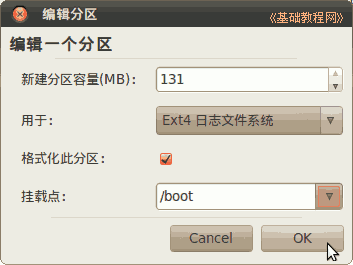 编辑分区
《基础教程网》
编辑一个分区
新建分区容量(MB): 131
用于: Ext4 日志文件系统
格式化此分区:
挂载点: /boot
Cancel OK